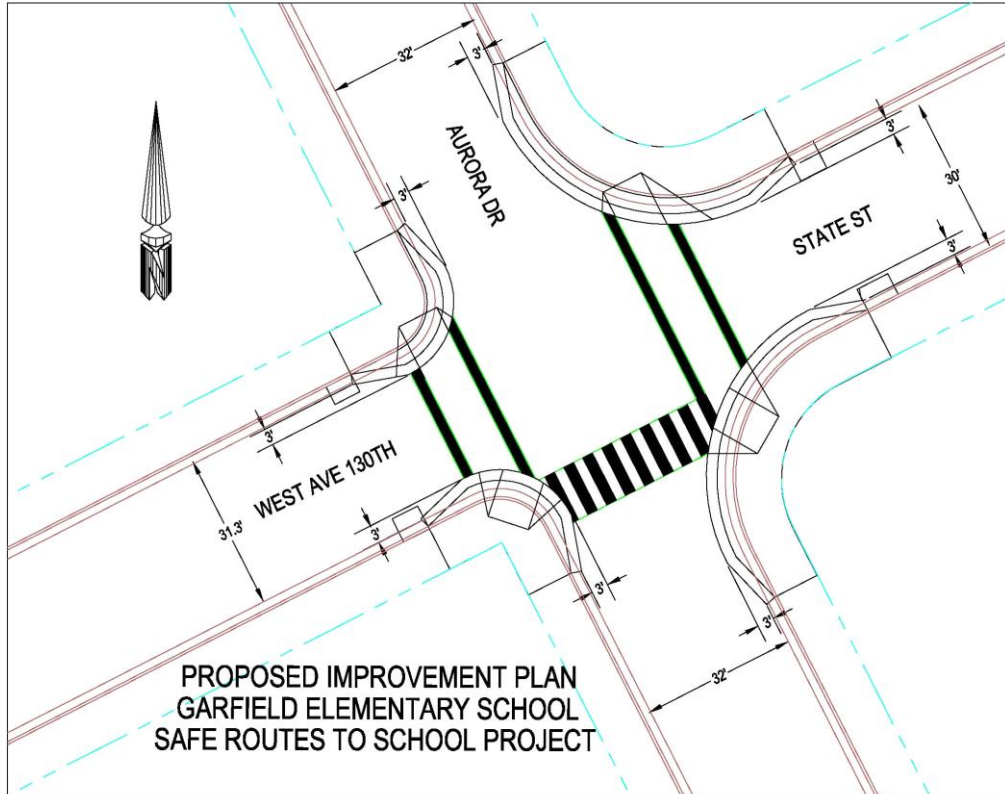 32'
3'
3'
AURORA DR
3'
30'
STATE ST
3'
3'
N
WEST AVE 130TH
31.3'
3'
3'
3'
32'
PROPOSED IMPROVEMENT PLAN
GARFIELD ELEMENTARY SCHOOL
SAFE ROUTES TO SCHOOL PROJECT